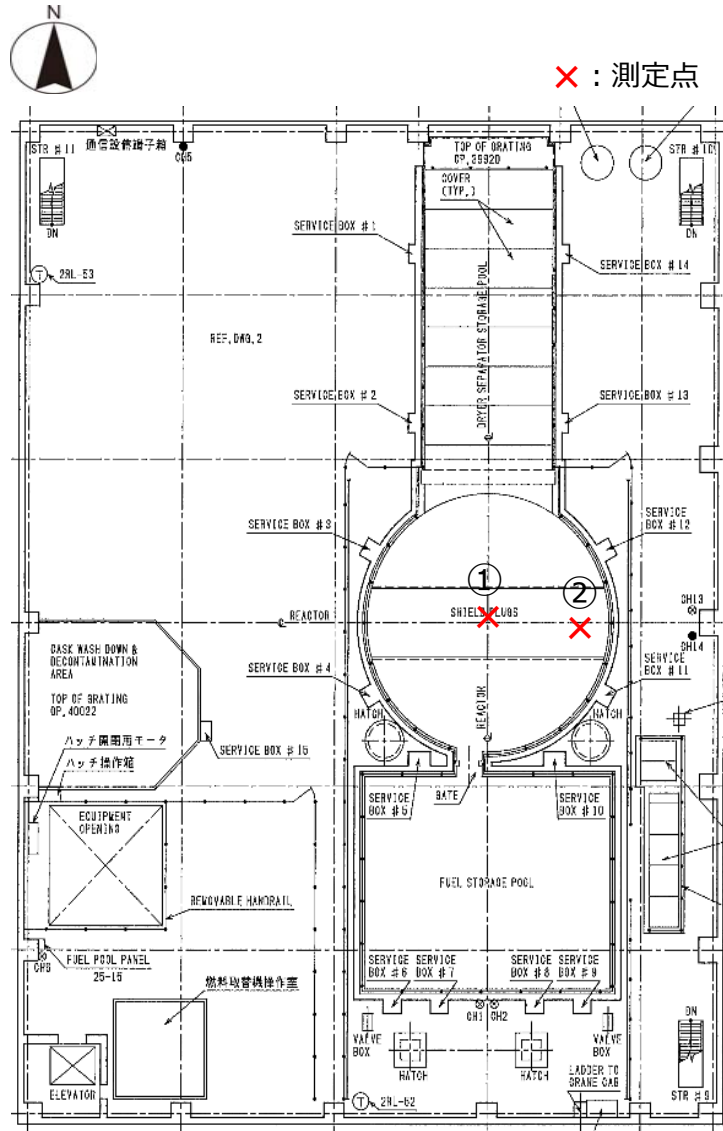 N
× : 測定点
STR #11
通信設備端子箱
CH5
TOP OF GRATING
OP.39920
STR #10
COVER
(TYP.)
DN
DN
SERVICE BOX #1
SERVICE BOX #14
T
2RL-53
DRYER SEPARATOR STORAGE POOL
REF.DWG.2
SERVICE BOX #2
SERVICE BOX #13
SERVICE BOX #3
SERVICE
BOX #12
①
②
CH13
REACTOR
SHIELD PLUGS
CH14
CASK WASH DOWN &
DECONTAMINATION
AREA
TOP OF GRATING
OP.40022
SERVICE BOX #4
SERVICE
BOX #11
REACTOR
HATCH
HATCH
ハッチ開閉用モータ
ハッチ操作箱
SERVICE BOX #15
GATE
SERVICE
BOX #5
SERVICE
BOX #10
EQUIPMENT
OPENING
FUEL STORAGE POOL
REMOVABLE HANDRAIL
FUEL POOL PANEL
25-15
CH6
SERVICE
BOX #6
SERVICE
BOX #7
SERVICE
BOX #8
SERVICE
BOX #9
燃料取替機操作室
CH1
CH2
DN
VALVE
BOX
VALVE
BOX
HATCH
HATCH
ELEVATOR
LADDER TO
CRANE CAB
STR #9
T
2RL-52